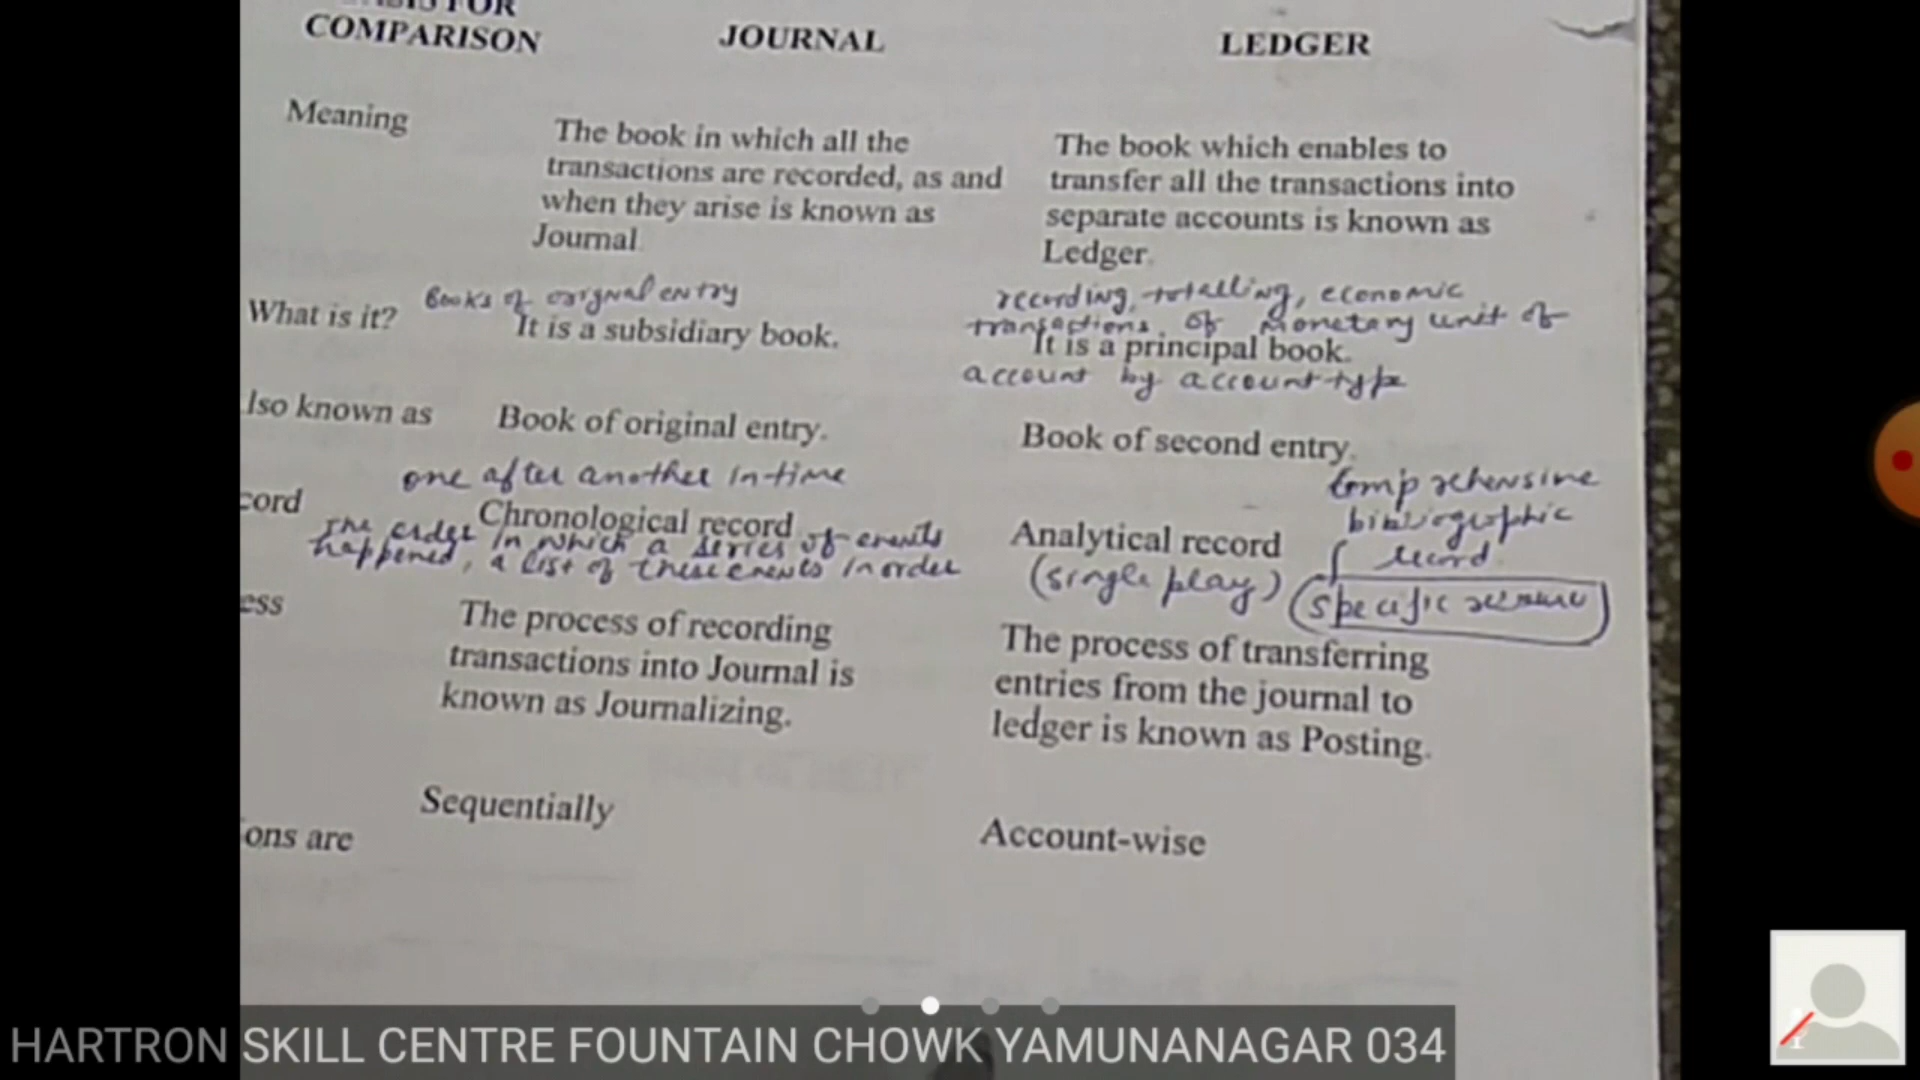 COMPARISON
JOURNAL
LEDGER
Meaning
The book in which all the
transactions are recorded, as and
when they arise is known as
Journal.
The book which enables to
transfer all the transactions into
separate accounts is known as
Ledger.
What is it?
Books of original entry
It is a subsidiary book.
recording, totalling, economic
transactions of monetary unit of
It is a principal book.
account by account type
lso known as
Book of original entry.
Book of second entry.
cord
one after another in time
Chronological record
The order in which a series of events
happened, a list of these events in order
Analytical record
(single play)
Comprehensine
bibliographic
record
specific
ess
The process of recording
transactions into Journal is
known as Journalizing.
The process of transferring
entries from the journal to
ledger is known as Posting.
ons are
Sequentially
Account-wise
HARTRON SKILL CENTRE FOUNTAIN CHOWK YAMUNANAGAR 034